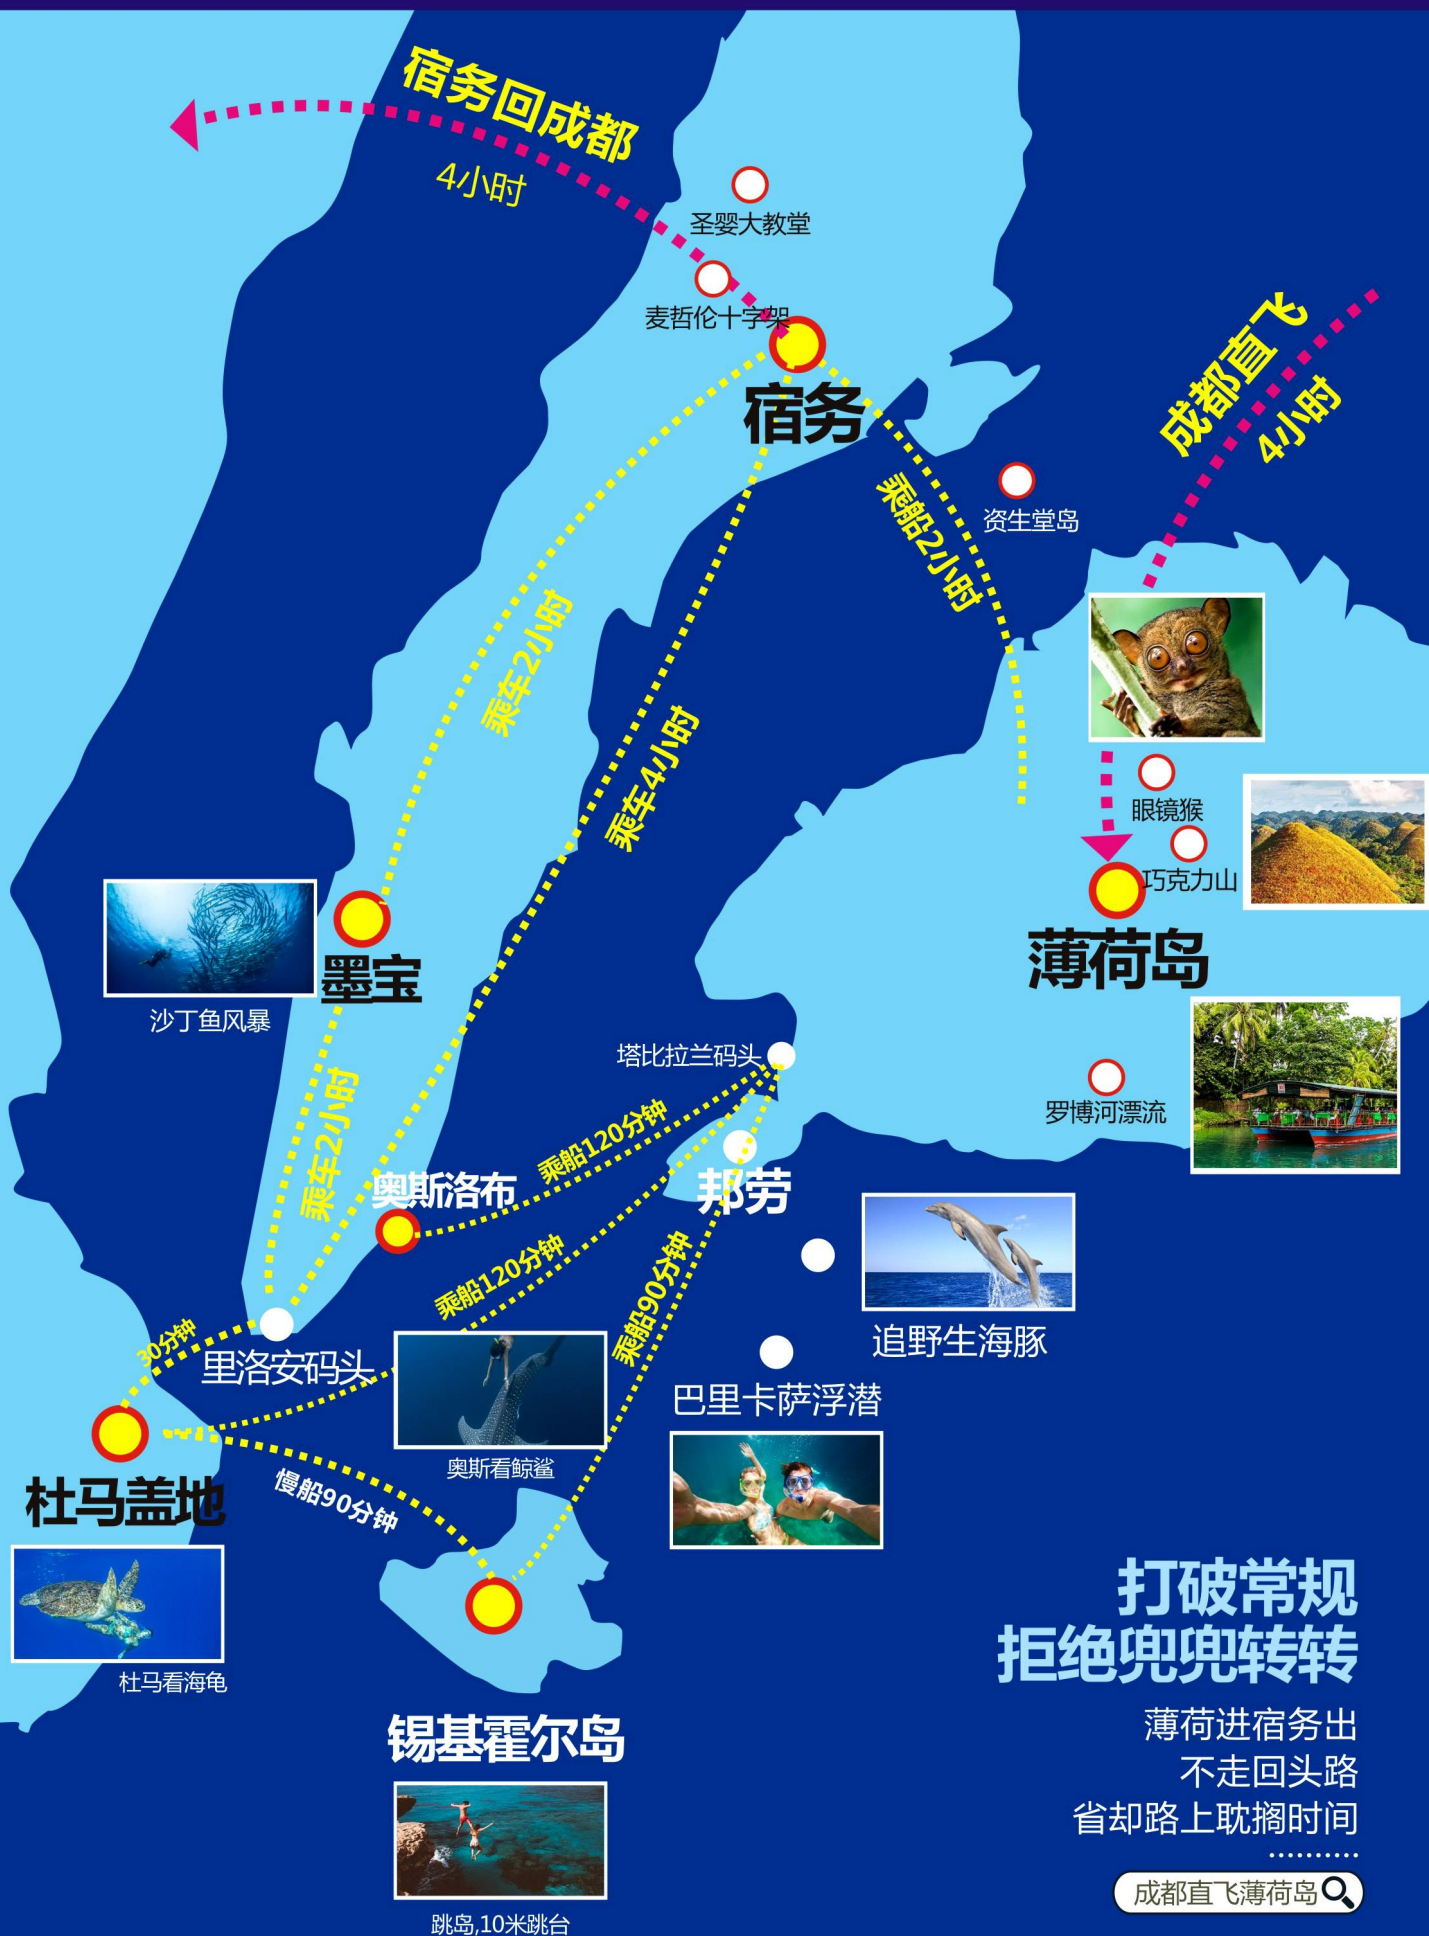 宿务回成都
4小时
圣婴大教堂
麦哲伦十字架
宿务
成都直飞
4小时
乘船2小时
资生堂岛
乘车2小时
乘车4小时
眼镜猴
巧克力山
薄荷岛
墨宝
沙丁鱼风暴
塔比拉兰码头
罗博河漂流
乘车2小时
奥斯洛布
乘船120分钟
邦劳
乘船120分钟
乘船90分钟
追野生海豚
30分钟
里洛安码头
巴里卡萨浮潜
奥斯看鲸鲨
杜马盖地
慢船90分钟
杜马看海龟
锡基霍尔岛
跳岛,10米跳台
打破常规
拒绝兜兜转转
薄荷进宿务出
不走回头路
省却路上耽搁时间
成都直飞薄荷岛